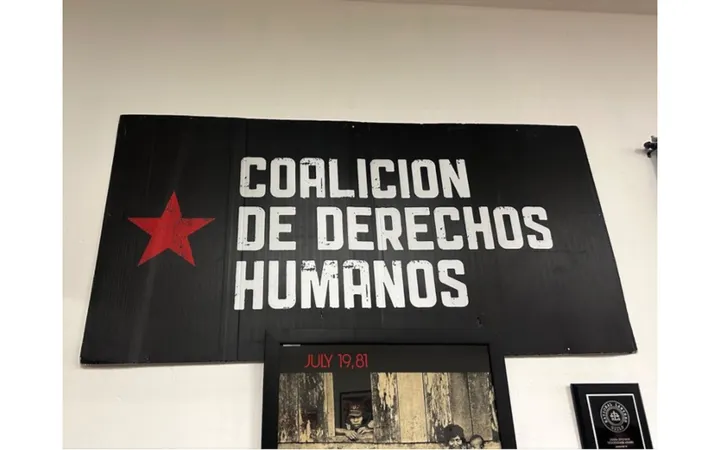 COALICION
DE DERECHOS
HUMANOS
JULY 19,81